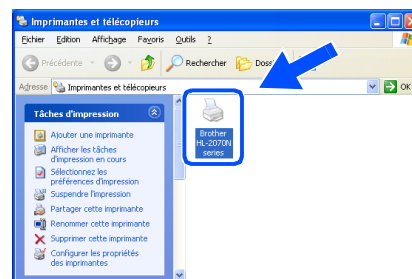 Imprimantes et télécopieurs
Fichier Edition Affichage Favoris Outils ?
Précédente Rechercher
Adresse Imprimantes et télécopieurs OK
Tâches d'impression
Ajouter une imprimante
Afficher les tâches
d'impression en cours
Sélectionnez les
préférences d'impression
Suspendre l'impression
Partager cette imprimante
Renommer cette imprimante
Supprimer cette imprimante
Configurer les propriétés
des imprimantes
Brother
HL-2070N
series